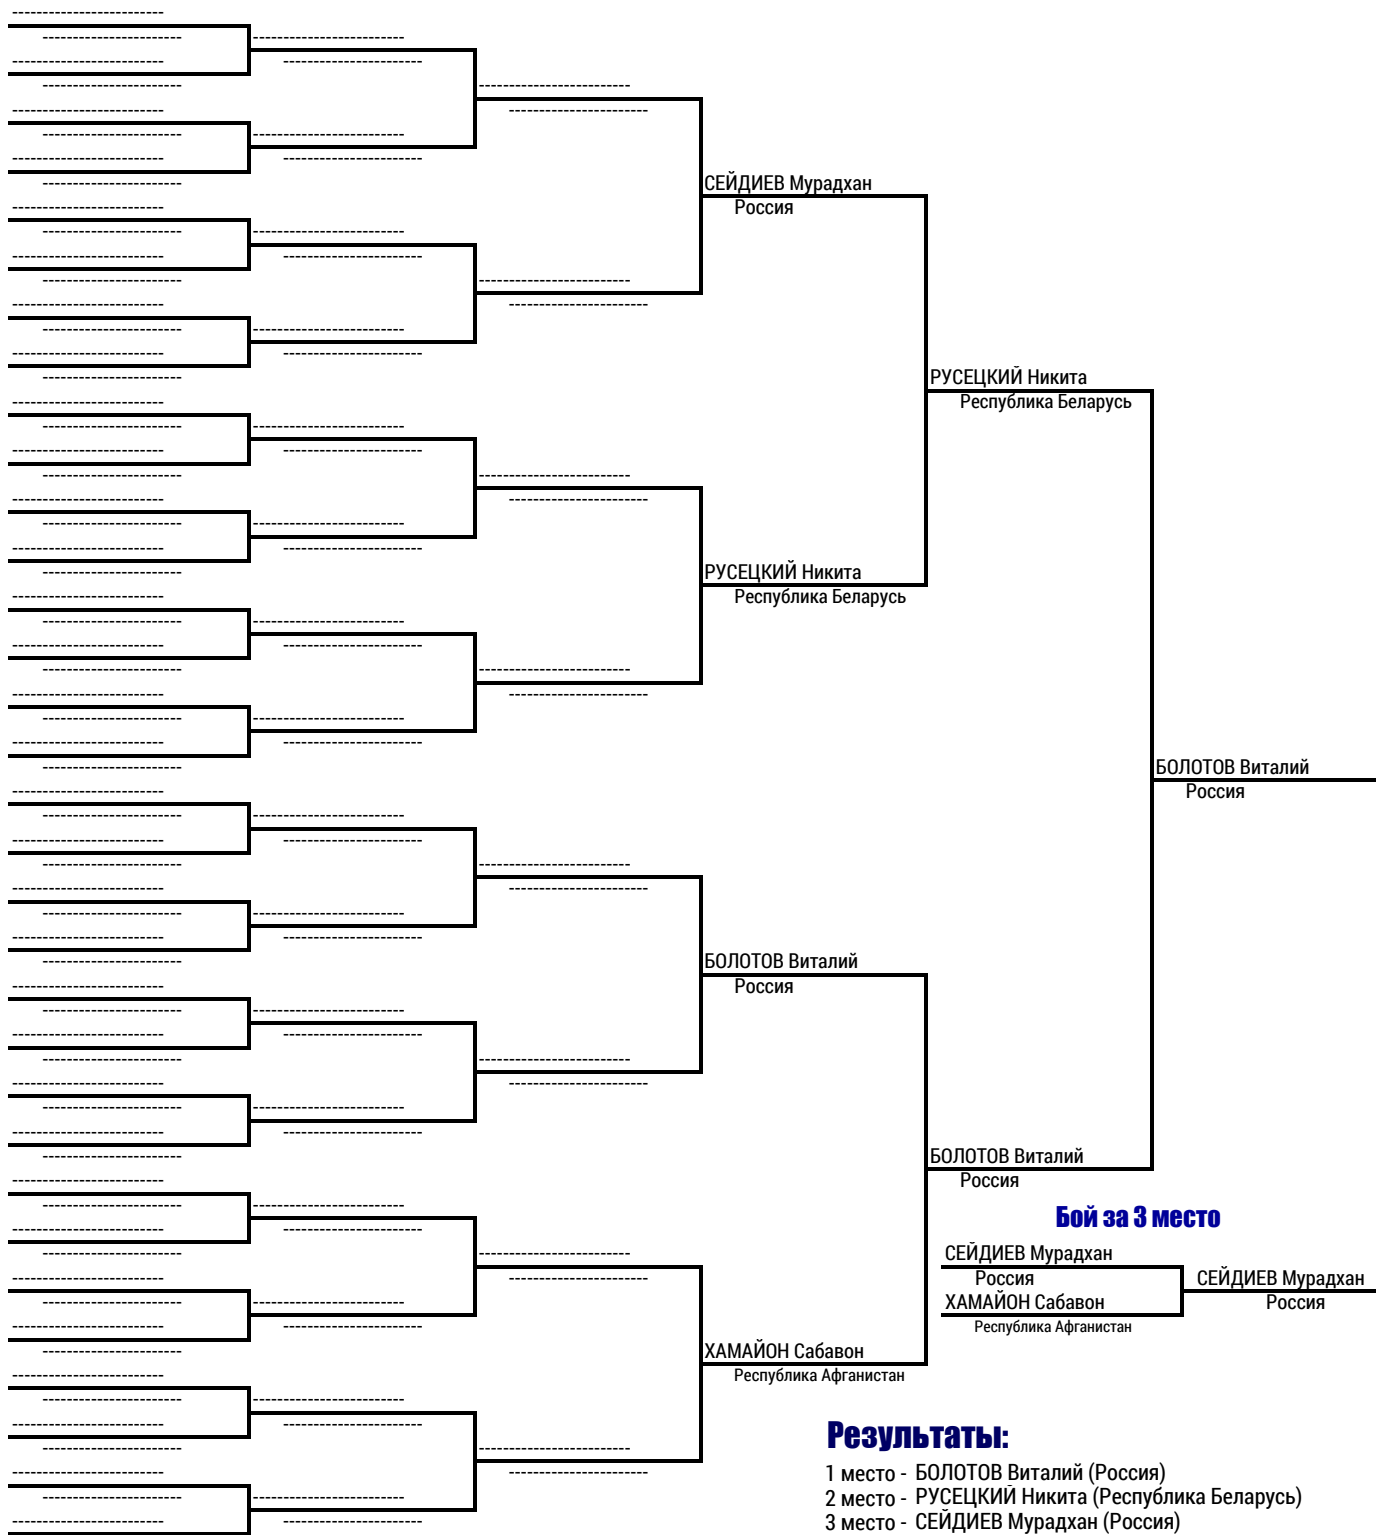 СЕЙДИЕВ Мурадхан
Россия
РУСЕЦКИЙ Никита
Республика Беларусь
РУСЕЦКИЙ Никита
Республика Беларусь
БОЛОТОВ Виталий
Россия
БОЛОТОВ Виталий
Россия
БОЛОТОВ Виталий
Россия
Бой за 3 место
СЕЙДИЕВ Мурадхан
Россия
СЕЙДИЕВ Мурадхан
Россия
ХАМАЙОН Сабавон
Республика Афганистан
ХАМАЙОН Сабавон
Республика Афганистан
Результаты:
1 место - БОЛОТОВ Виталий (Россия)
2 место - РУСЕЦКИЙ Никита (Республика Беларусь)
3 место - СЕЙДИЕВ Мурадхан (Россия)